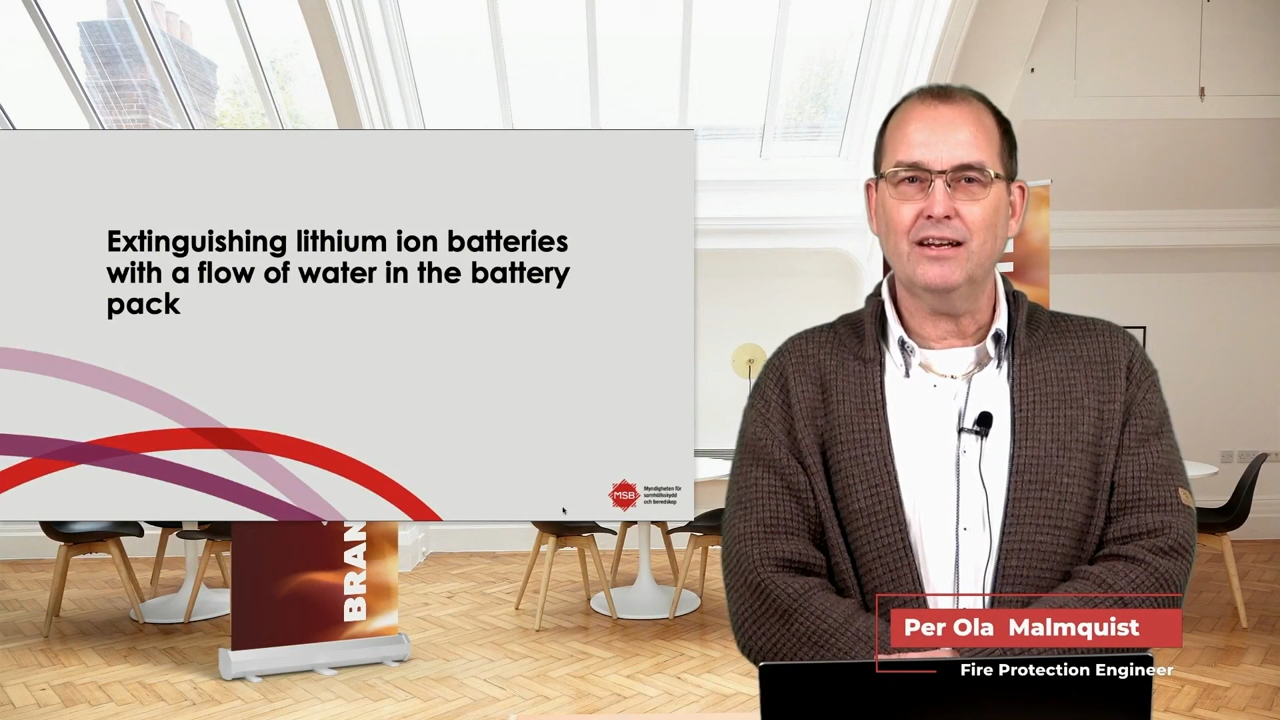 Extinguishing lithium ion batteries
with a flow of water in the battery
pack
MSB
Myndigheten för
samhällsskydd
och beredskap
BRAN
Per Ola Malmquist
Fire Protection Engineer